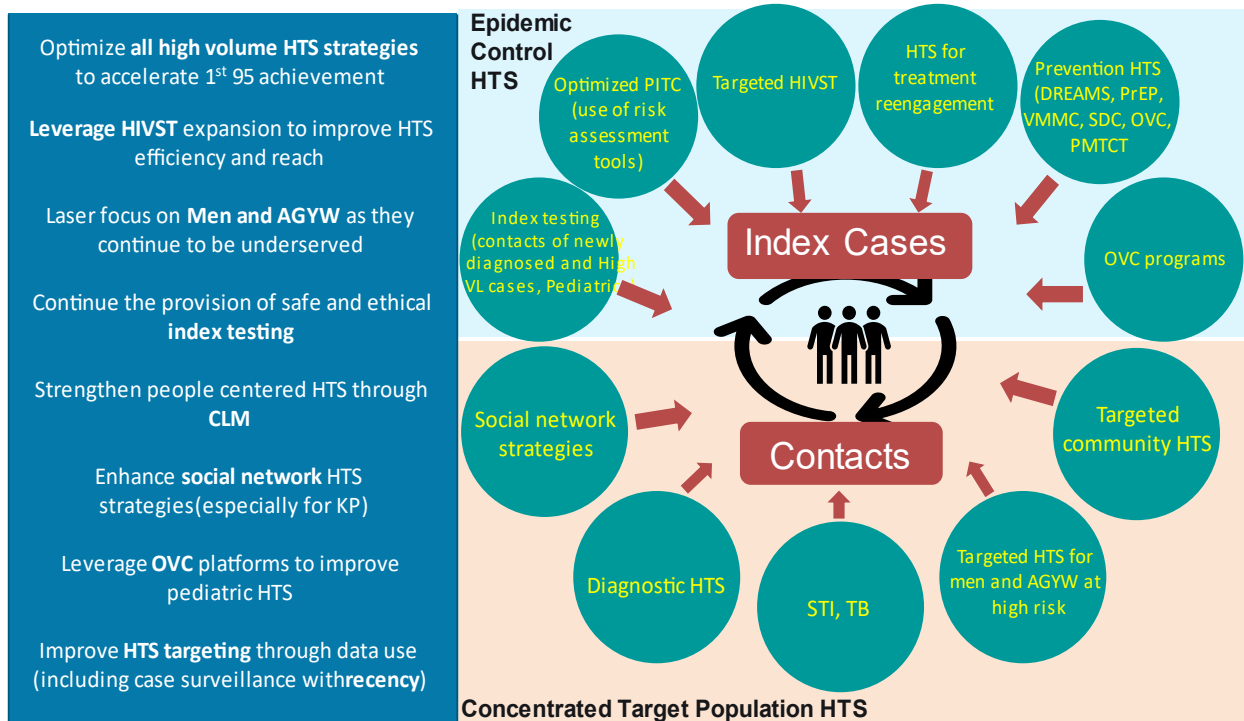 Optimize all high volume HTS strategies
to accelerate 1st 95 achievement
Leverage HIVST expansion to improve HTS
efficiency and reach
Laser focus on Men and AGYW as they
continue to be underserved
Continue the provision of safe and ethical
index testing
Strengthen people centered HTS through
CLM
Enhance social network HTS
strategies(especially for KP)
Leverage OVC platforms to improve
pediatric HTS
Improve HTS targeting through data use
(including case surveillance withrecency)
Epidemic
Control
HTS
Optimized PITC
(use of risk
assessment
tools)
Targeted HIVST
HTS for
treatment
reengagement
Prevention HTS
(DREAMS, PrEP,
VMMC, SDC, OVC,
PMTCT
Index testing
(contacts of newly
diagnosed and High
VL cases, Pediatric)
Index Cases
OVC programs
Social network
strategies
Contacts
Targeted
community HTS
Diagnostic HTS
STI, TB
Targeted HTS for
men and AGYW at
high risk
Concentrated Target Population HTS